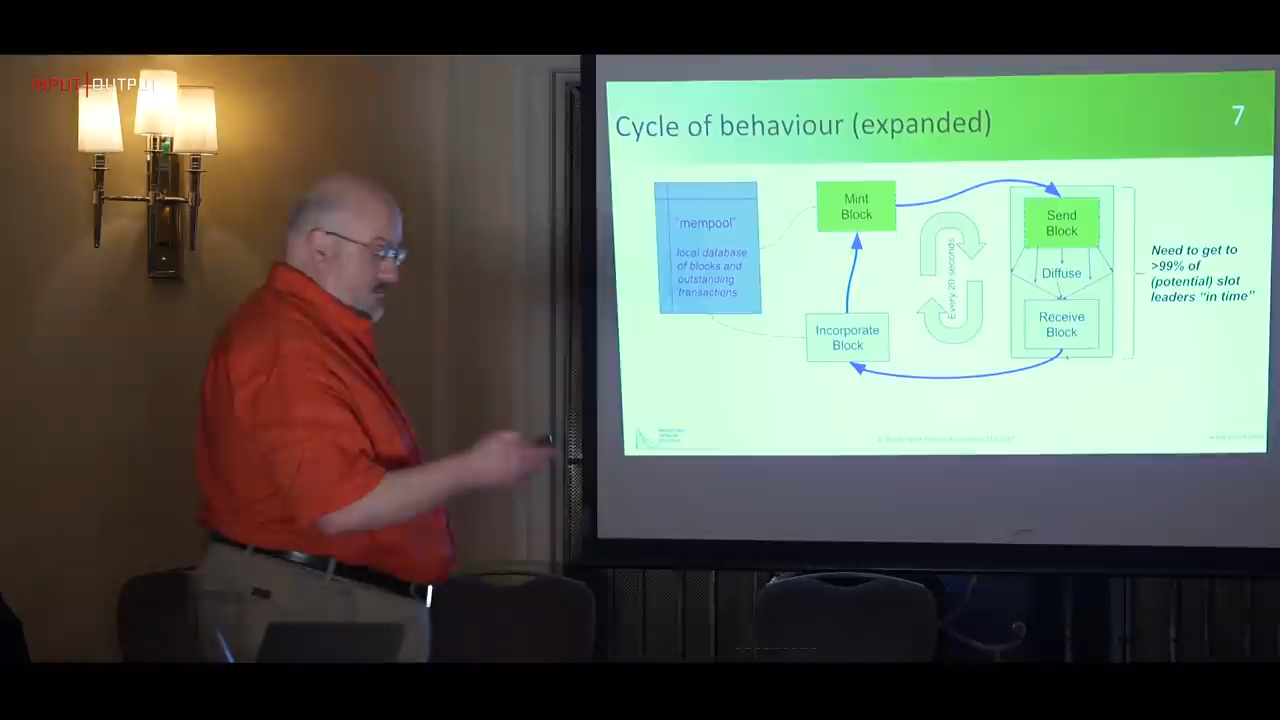 INPUT|OUTPUT
Cycle of behaviour (expanded)
7
"mempool"
local database
of blocks and
outstanding
transactions
Mint
Block
Incorporate
Block
Every 20 seconds
Send
Block
Diffuse
Receive
Block
Need to get to
>99% of
(potential) slot
leaders "in time"